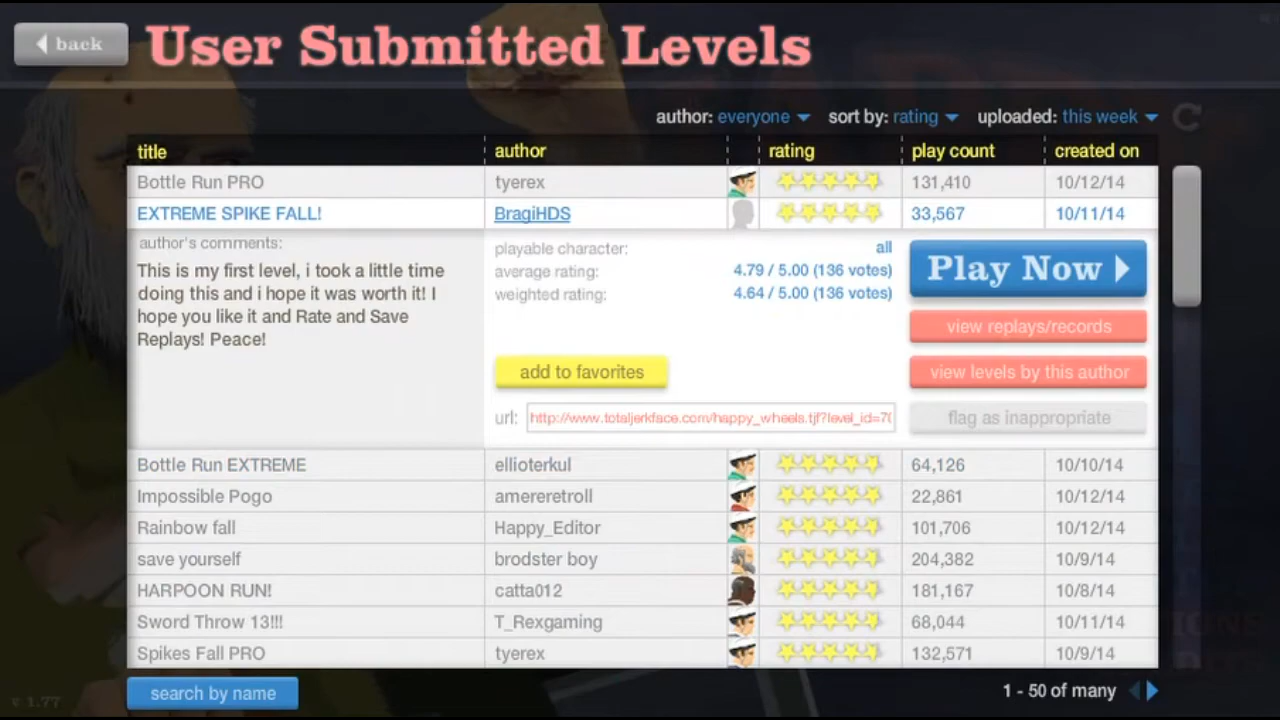 back
User Submitted Levels
author: everyone sort by: rating uploaded: this week
title author rating play count created on
Bottle Run PRO tyerex 131,410 10/12/14
EXTREME SPIKE FALL! BragiHDS 33,567 10/11/14
author's comments:
This is my first level, i took a little time
doing this and i hope it was worth it! I
hope you like it and Rate and Save
Replays! Peace!
playable character: all
average rating: 4.79 / 5.00 (136 votes)
weighted rating: 4.64 / 5.00 (136 votes)
add to favorites
url: http://www.totaljerkface.com/happy_wheels.tjf?level_id=7(
Play Now
view replays/records
view levels by this author
flag as inappropriate
Bottle Run EXTREME ellioterkul 64,126 10/10/14
Impossible Pogo amereretroll 22,861 10/12/14
Rainbow fall Happy_Editor 101,706 10/12/14
save yourself brodster boy 204,382 10/9/14
HARPOON RUN! catta012 181,167 10/8/14
Sword Throw 13!!! T_Rexgaming 68,044 10/11/14
Spikes Fall PRO tyerex 132,571 10/9/14
search by name
1 - 50 of many
v 1.77